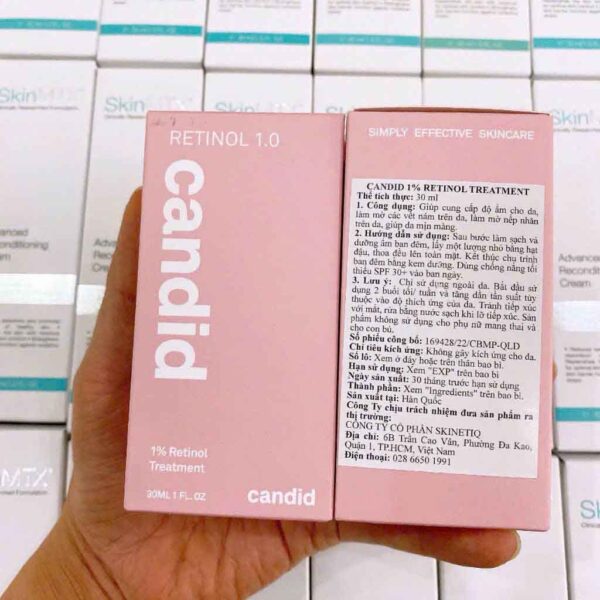 SkinMTX
SkinMTX
Clinically Researched Formulation
RETINOL 1.0
candid
1% Retinol
Treatment
30ML 1 FL. OZ
candid
SIMPLY EFFECTIVE SKINCARE
CANDID 1% RETINOL TREATMENT
Thể tích thực: 30 ml
1. Công dụng: Giúp cung cấp độ ẩm cho da,
làm mờ các vết nám trên da, làm mờ nếp nhăn
trên da, giúp da mịn màng.
2. Hướng dẫn sử dụng: Sau bước làm sạch và
dưỡng ẩm ban đêm, lấy một lượng nhỏ bằng hạt
đậu, thoa đều lên toàn mặt. Kết thúc chu trình
ban đêm bằng kem dưỡng. Dùng chống nắng tối
thiểu SPF 30+ vào ban ngày.
3. Lưu ý: Chỉ sử dụng ngoài da. Bắt đầu sử
dụng 2 buổi tối/ tuần và tăng dần tần suất tùy
thuộc vào độ thích ứng của da. Tránh tiếp xúc
với mắt, rửa bằng nước sạch khi lỡ tiếp xúc. Sản
phẩm không sử dụng cho phụ nữ mang thai và
cho con bú.
Số phiếu công bố: 169428/22/CBMP-QLD
Chỉ tiêu kích ứng: Không gây kích ứng cho da.
Số lô: Xem ở đáy hoặc trên thân bao bì.
Hạn sử dụng: Xem "EXP" trên bao bì
Ngày sản xuất: 30 tháng trước hạn sử dụng
Thành phần: Xem "Ingredients" trên bao bì.
Sản xuất tại: Hàn Quốc
Công Ty chịu trách nhiệm đưa sản phẩm ra
thị trường:
CÔNG TY CỔ PHẦN SKINETIQ
Địa chỉ: 6B Trần Cao Vân, Phường Đa Kao,
Quận 1, TP.HCM, Việt Nam
Điện thoại: 028 6650 1991
Advanced
Reconditioning
Cream
MTX